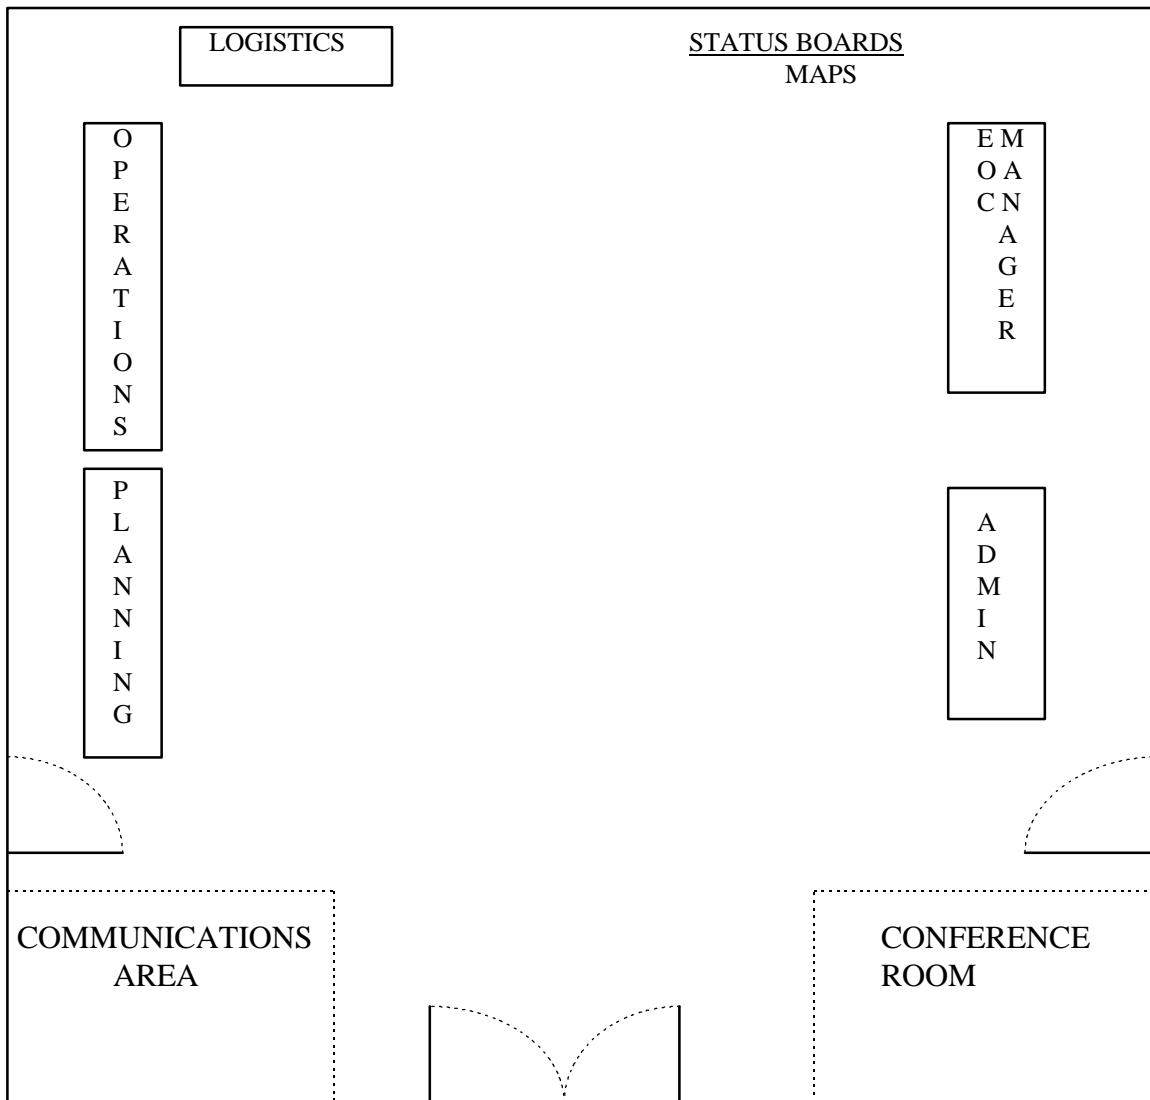 LOGISTICS
STATUS BOARDS
MAPS
OPERATIONS
EOC
MANAGER
PLANNING
ADMIN
COMMUNICATIONS
AREA
CONFERENCE
ROOM